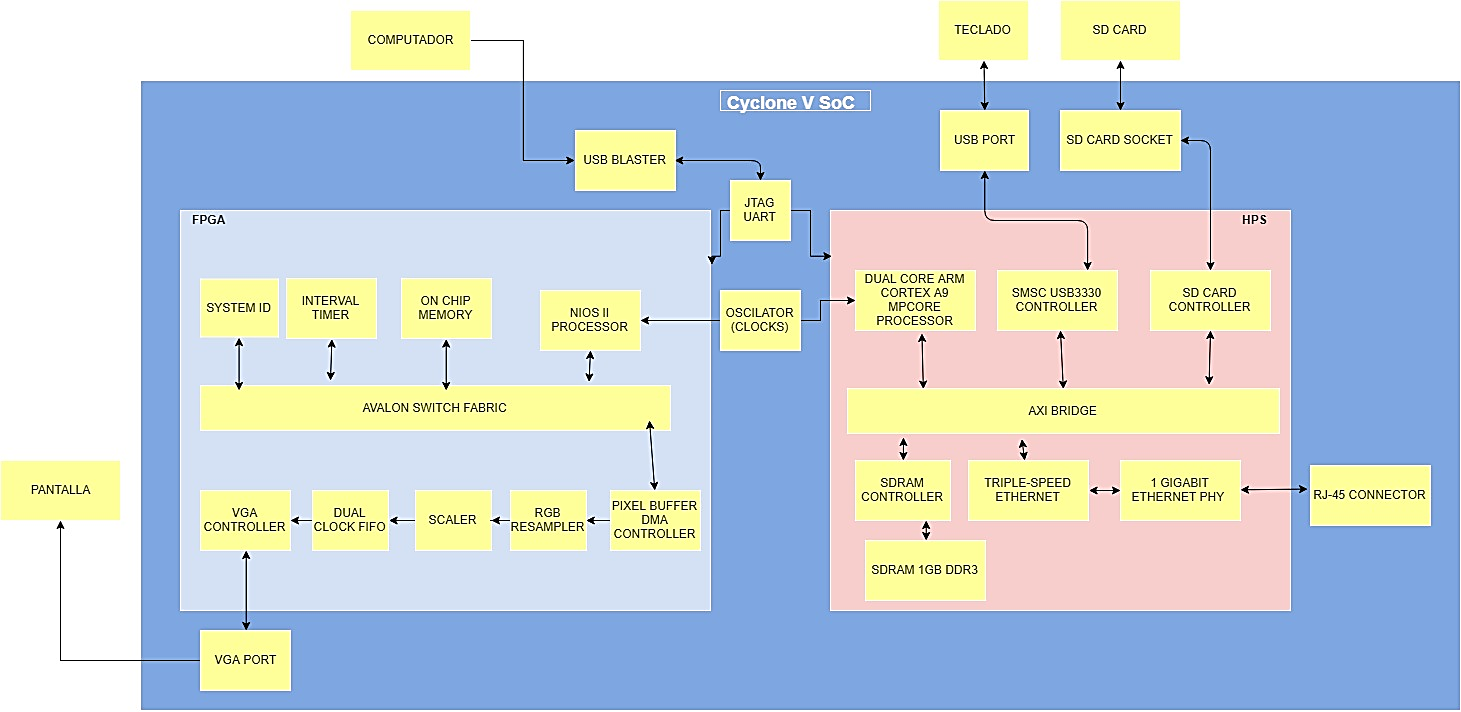 COMPUTADOR
TECLADO
SD CARD
Cyclone V SoC
USB BLASTER
USB PORT
SD CARD SOCKET
JTAG
UART
FPGA
HPS
SYSTEM ID
INTERVAL
TIMER
ON CHIP
MEMORY
NIOS II
PROCESSOR
OSCILATOR
(CLOCKS)
DUAL CORE ARM
CORTEX A9
MPCORE
PROCESSOR
SMSC USB3330
CONTROLLER
SD CARD
CONTROLLER
AVALON SWITCH FABRIC
AXI BRIDGE
PANTALLA
VGA
CONTROLLER
DUAL
CLOCK FIFO
SCALER
RGB
RESAMPLER
PIXEL BUFFER
DMA
CONTROLLER
SDRAM
CONTROLLER
TRIPLE-SPEED
ETHERNET
1 GIGABIT
ETHERNET PHY
RJ-45 CONNECTOR
SDRAM 1GB DDR3
VGA PORT